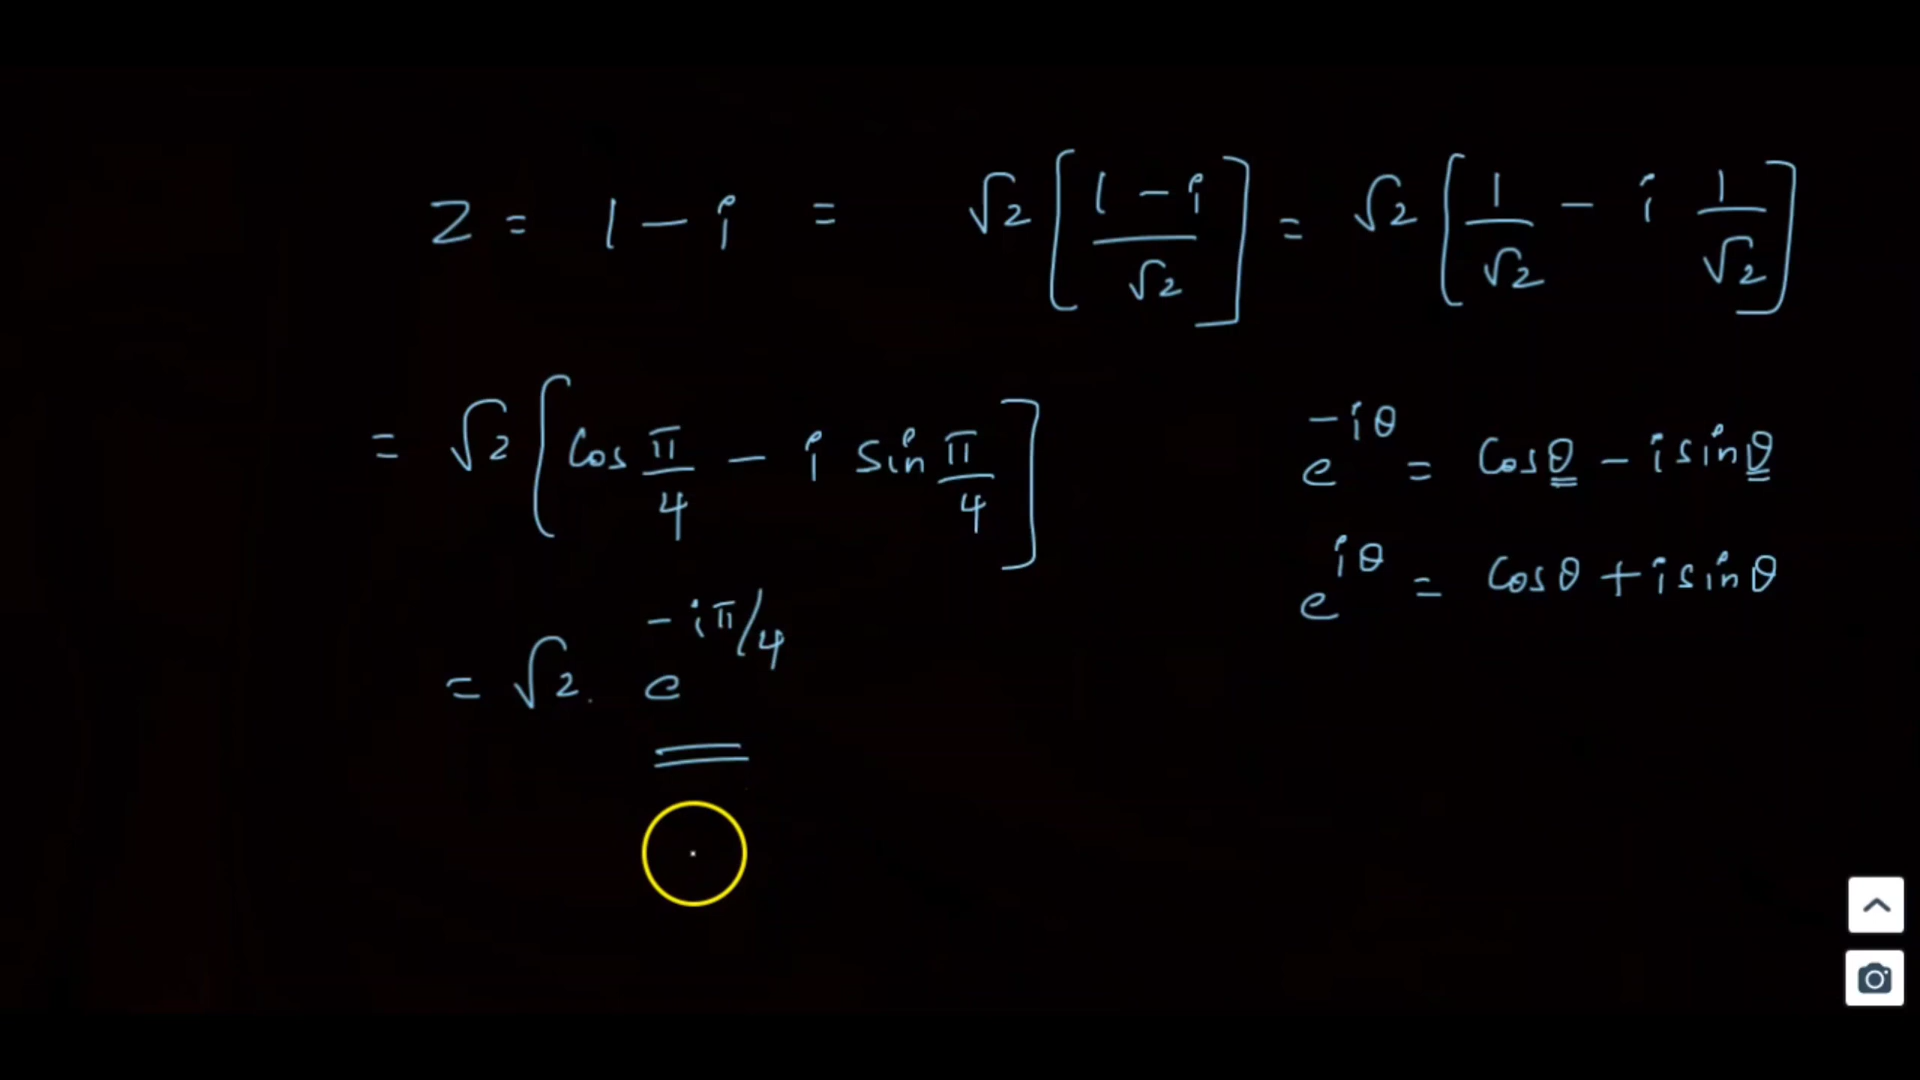 Z = 1 - i = √2 [ (1 - i)/√2 ] = √2 [ 1/√2 - i 1/√2 ]
= √2 [ Cos π/4 - i Sin π/4 ]
e^(-iθ) = Cosθ - i sinθ
e^(iθ) = Cosθ + i sinθ
= √2 . e^(-iπ/4)